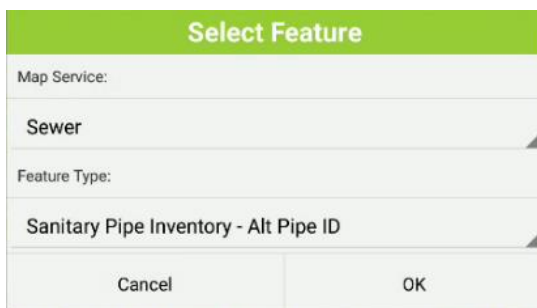 Select Feature
Map Service:
Sewer
Feature Type:
Sanitary Pipe Inventory - Alt Pipe ID
Cancel OK